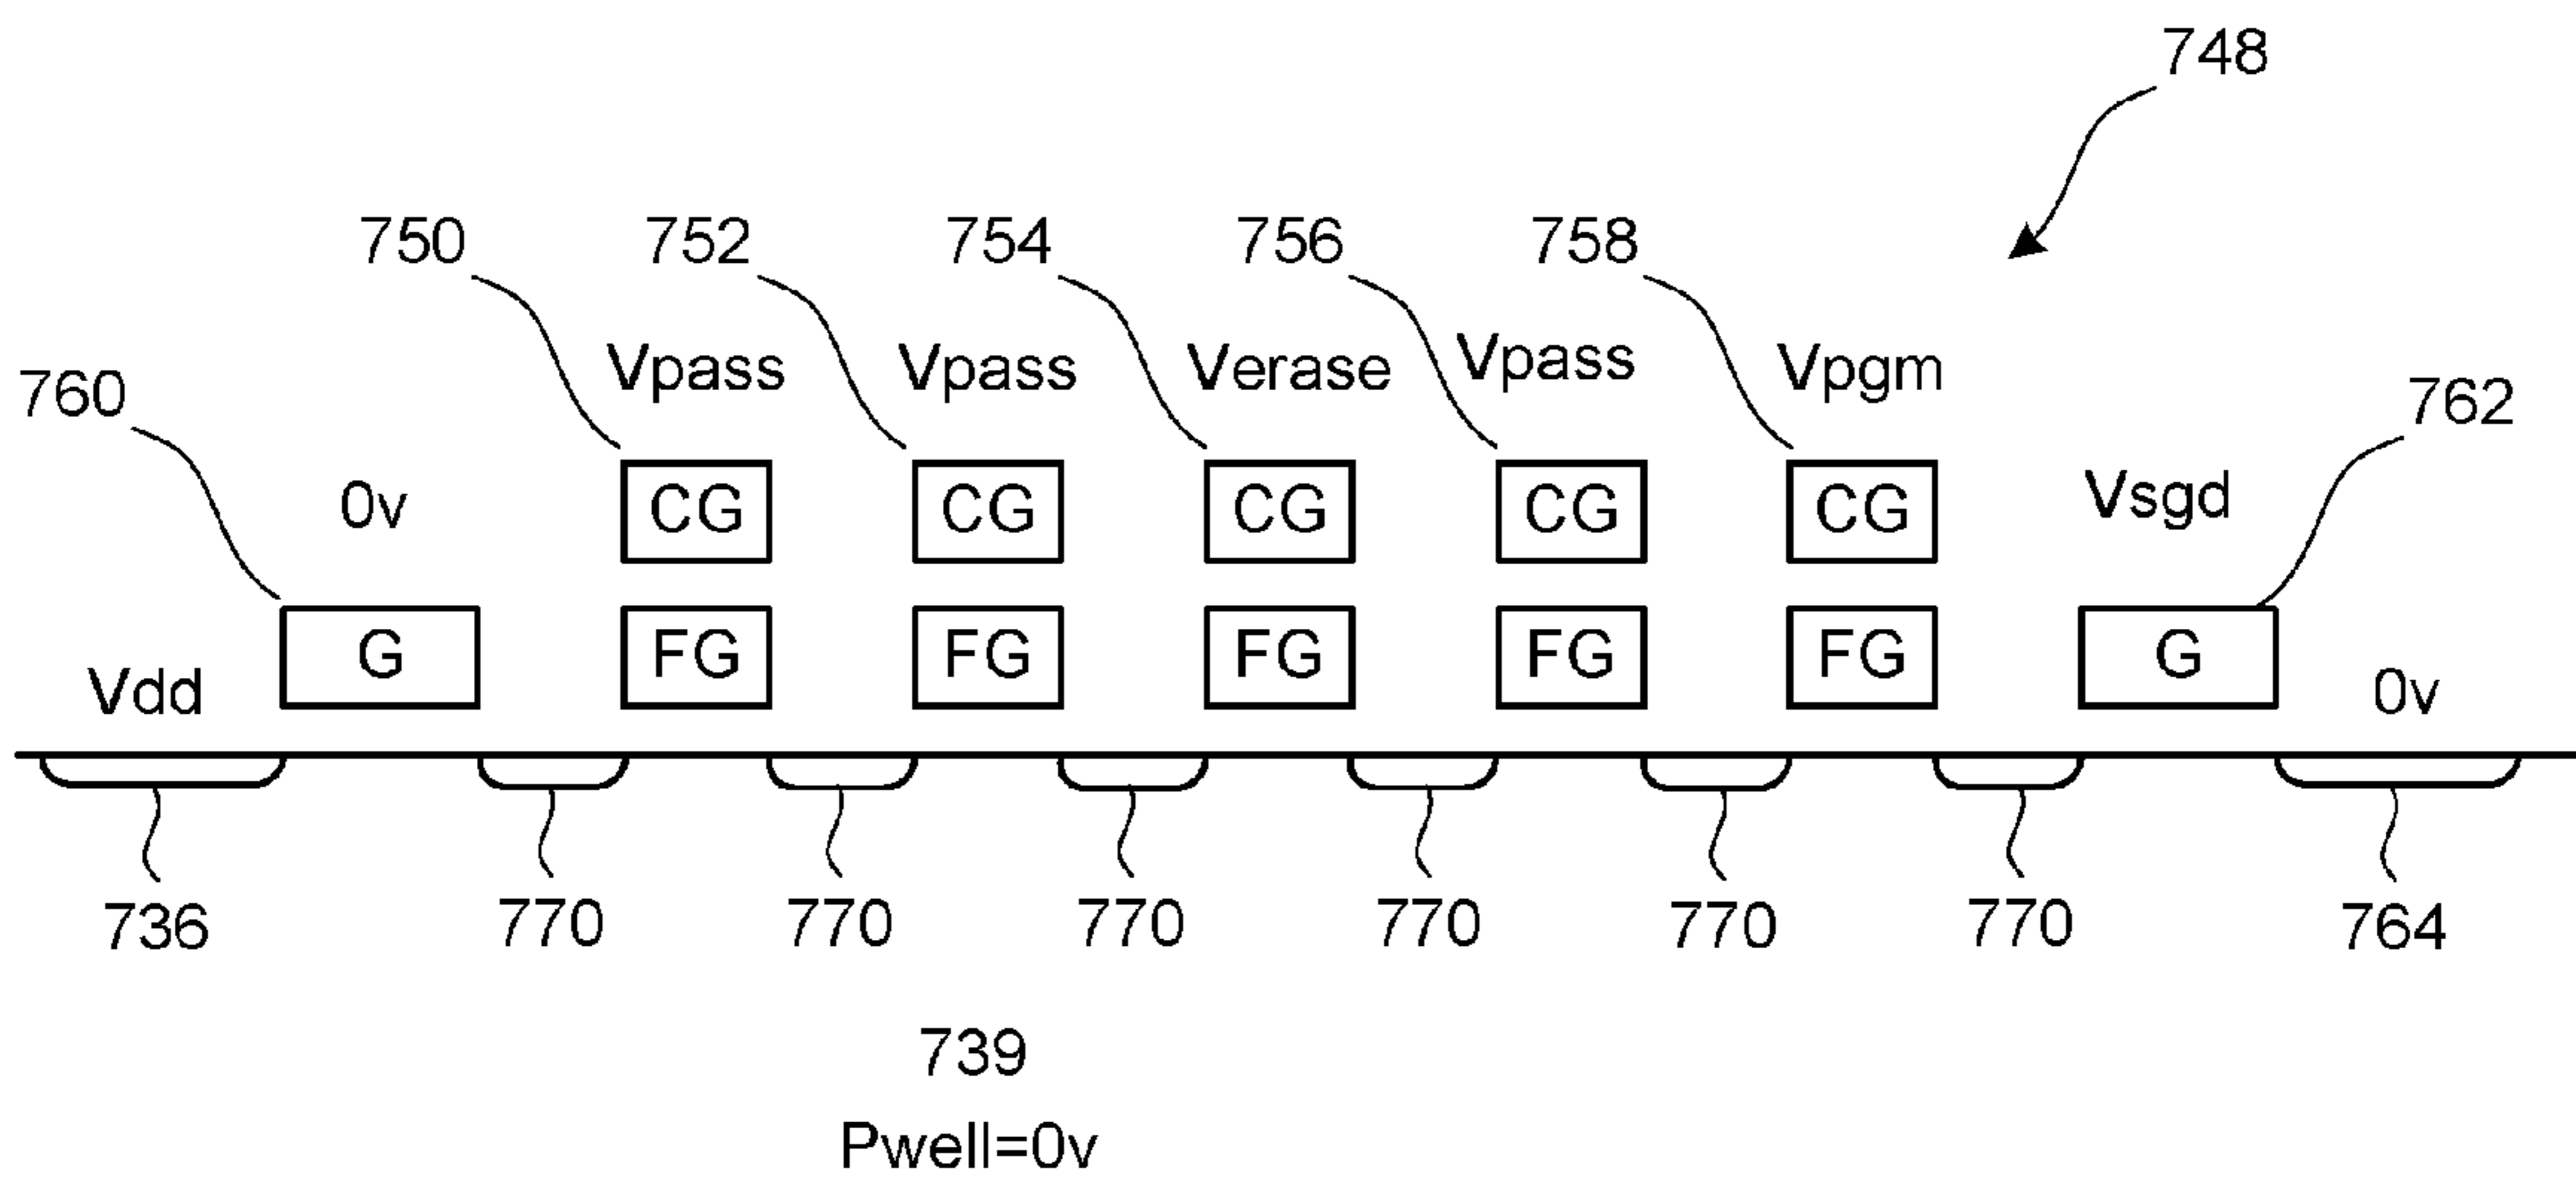 748
750 752 754 756 758
Vpass Vpass Verase Vpass Vpgm
760 762
0v CG CG CG CG CG Vsgd
Vdd G FG FG FG FG FG G 0v
736 770 770 770 770 770 770 764
739
Pwell=0v